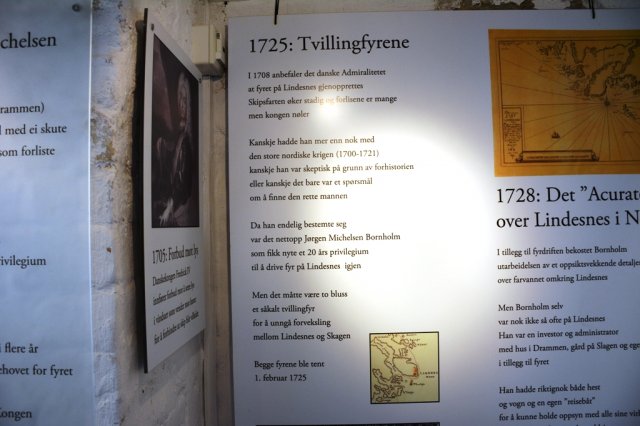 ichelsen
rammen)
l med ei skute
som forliste
rivilegium
i flere år
ehovet for fyret
Kongen
1705: Forbud mot lys
Danskekongen Fredrik IV
1725: Tvillingfyrene
I 1708 anbefaler det danske Admiralitetet
at fyret på Lindesnes gjenopprettes
Skipsfarten øker stadig og forlisene er mange
men kongen nøler
Kanskje hadde han mer enn nok med
den store nordiske krigen (1700-1721)
kanskje han var skeptisk på grunn av forhistorien
eller kanskje det bare var et spørsmål
om å finne den rette mannen
Da han endelig bestemte seg
var det nettopp Jørgen Michelsen Bornholm
som fikk nyte et 20 års privilegium
til å drive fyr på Lindesnes igjen
Men det måtte være to bluss
et såkalt tvillingfyr
for å unngå forveksling
mellom Lindesnes og Skagen
Begge fyrene ble tent
1. februar 1725
1728: Det "Acurat
over Lindesnes i N
I tillegg til fyrdriften bekostet Bornholm
utarbeidelsen av et oppsiktsvekkende detalje
over farvannet omkring Lindesnes
Men Bornholm selv
var nok ikke så ofte på Lindesnes
Han var en investor og administrator
med hus i Drammen, gård på Slagen og ege
i tillegg til fyret
Han hadde riktignok både hest
og vogn og en egen "reisebåt"
for å kunne holde oppsyn med alle sine virk